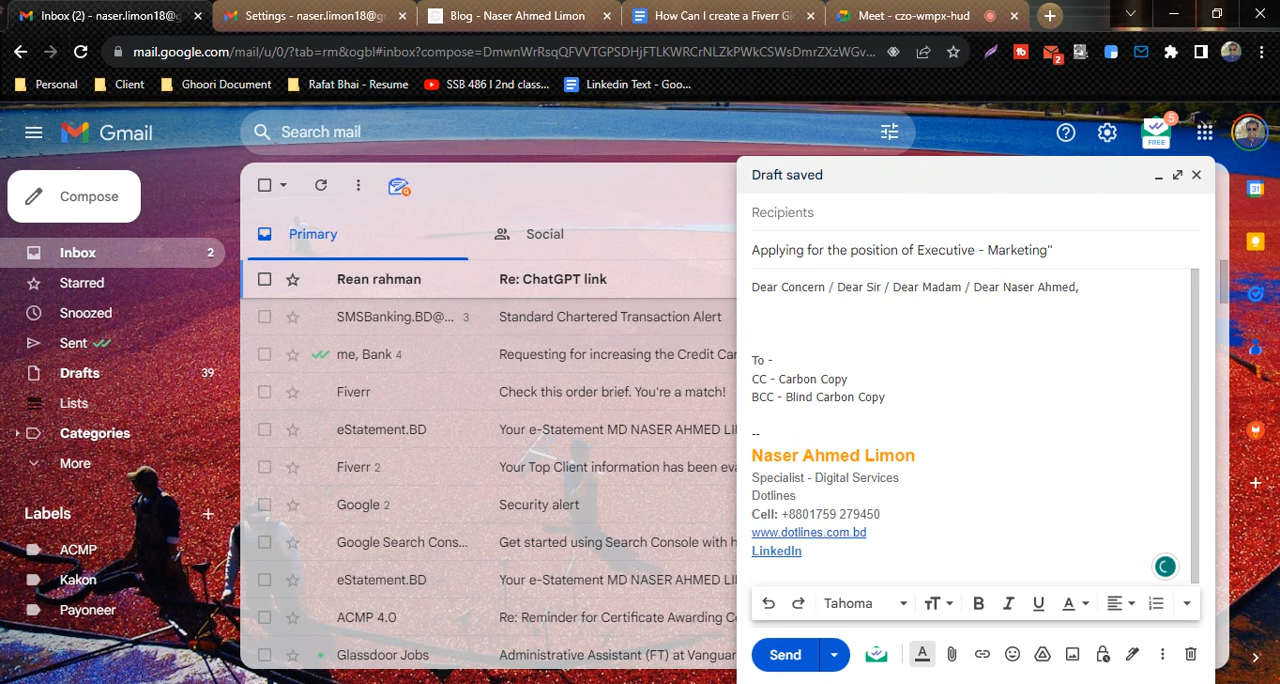 Inbox (2) - naser.limon18@g
Settings - naser.limon18@gm
Blog - Naser Ahmed Limon
How Can I create a Fiverr Gi
Meet - czo-wmpx-hud
mail.google.com/mail/u/0/?tab=rm&ogbl#inbox?compose=DmwnWrRsqQFVVTGPSDHjFTLKWRCrNLZkPWkCSWsDmrZXzWGv...
Personal
Client
Ghoori Document
Rafat Bhai - Resume
SSB 486 l 2nd class...
Linkedin Text - Goo...
Gmail
Search mail
5
FREE
Compose
Inbox 2
Starred
Snoozed
Sent
Drafts 39
Lists
Categories
More
Labels
ACMP
Kakon
Payoneer
Primary
Social
Rean rahman Re: ChatGPT link
SMSBanking.BD@... 3 Standard Chartered Transaction Alert
me, Bank 4 Requesting for increasing the Credit Car
Fiverr Check this order brief. You're a match!
eStatement.BD Your e-Statement MD NASER AHMED LI
Fiverr 2 Your Top Client information has been eva
Google 2 Security alert
Google Search Cons... Get started using Search Console with h
eStatement.BD Your e-Statement MD NASER AHMED LI
ACMP 4.0 Re: Reminder for Certificate Awarding C
Glassdoor Jobs Administrative Assistant (FT) at Vanguar
Draft saved
Recipients
Applying for the position of Executive - Marketing"
Dear Concern / Dear Sir / Dear Madam / Dear Naser Ahmed,
To -
CC - Carbon Copy
BCC - Blind Carbon Copy
--
Naser Ahmed Limon
Specialist - Digital Services
Dotlines
Cell: +8801759 279450
www.dotlines.com.bd
LinkedIn
Tahoma
Send